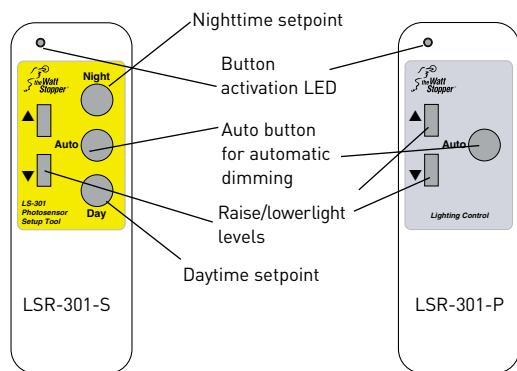 Nighttime setpoint
Button
activation LED
Auto button
for automatic
dimming
Raise/lowerlight
levels
Daytime setpoint
the Watt
Stopper
Night
Auto
Day
LS-301
Photosensor
Setup Tool
LSR-301-S
the Watt
Stopper
Auto
Lighting Control
LSR-301-P